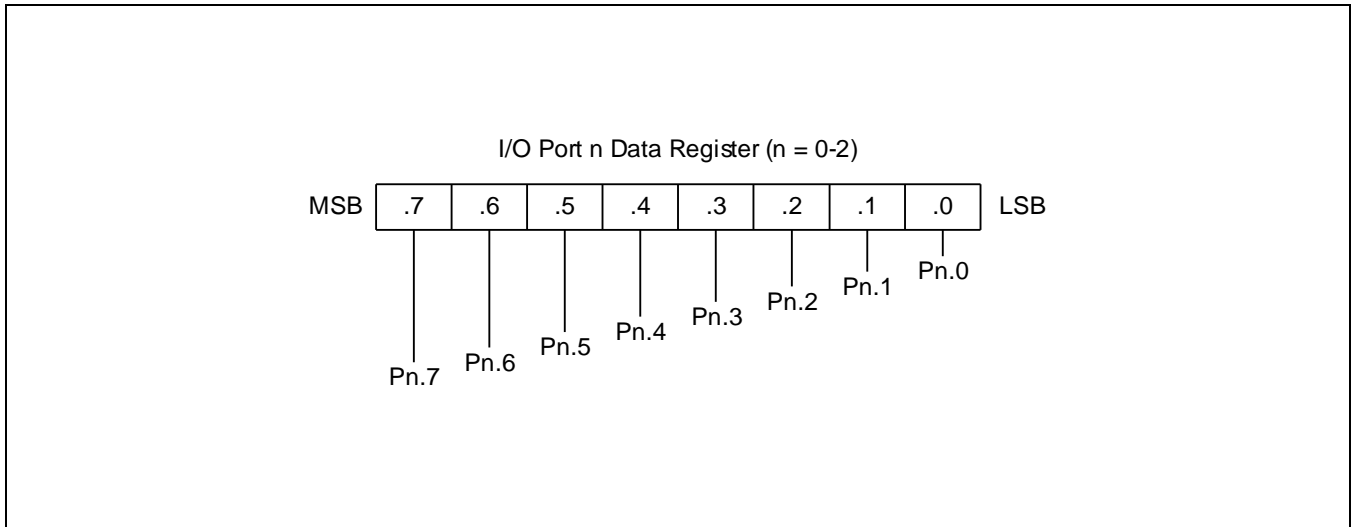 I/O Port n Data Register (n = 0-2)
MSB .7 .6 .5 .4 .3 .2 .1 .0 LSB
Pn.0
Pn.1
Pn.2
Pn.3
Pn.4
Pn.5
Pn.6
Pn.7